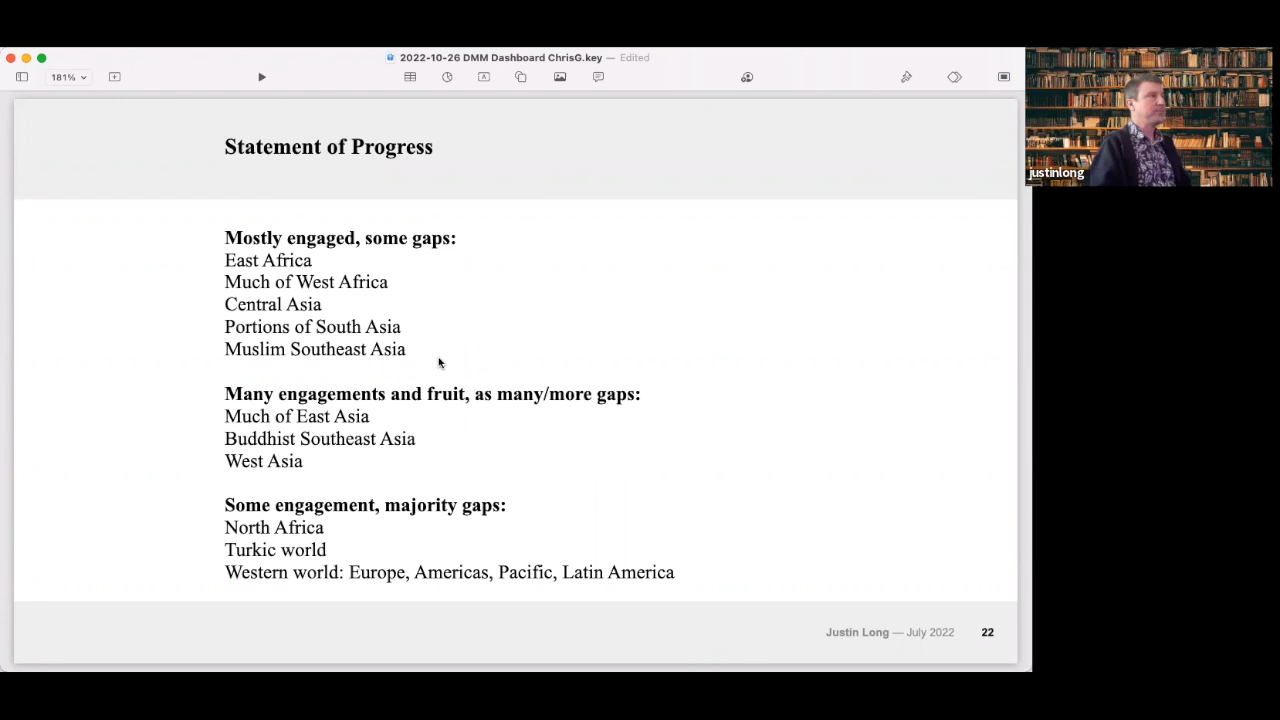 2022-10-26 DMM Dashboard ChrisG.key — Edited
181%
justinlong
Statement of Progress
Mostly engaged, some gaps:
East Africa
Much of West Africa
Central Asia
Portions of South Asia
Muslim Southeast Asia
Many engagements and fruit, as many/more gaps:
Much of East Asia
Buddhist Southeast Asia
West Asia
Some engagement, majority gaps:
North Africa
Turkic world
Western world: Europe, Americas, Pacific, Latin America
Justin Long — July 2022 22